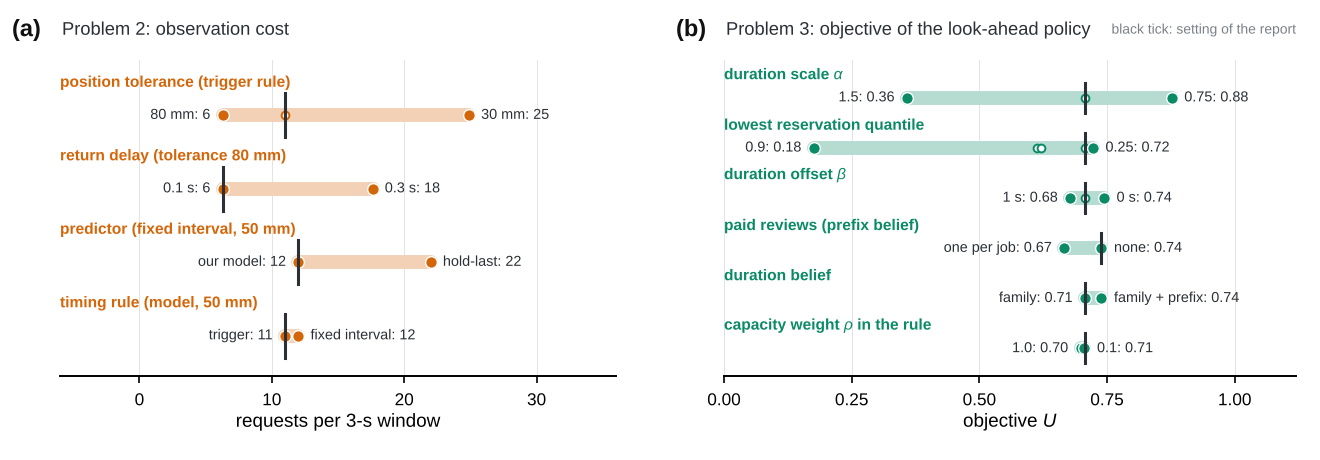 (a) Problem 2: observation cost
position tolerance (trigger rule)
80 mm: 6 30 mm: 25
return delay (tolerance 80 mm)
0.1 s: 6 0.3 s: 18
predictor (fixed interval, 50 mm)
our model: 12 hold-last: 22
timing rule (model, 50 mm)
trigger: 11 fixed interval: 12
0 10 20 30
requests per 3-s window
(b) Problem 3: objective of the look-ahead policy black tick: setting of the report
duration scale α
1.5: 0.36 0.75: 0.88
lowest reservation quantile
0.9: 0.18 0.25: 0.72
duration offset β
1 s: 0.68 0 s: 0.74
paid reviews (prefix belief)
one per job: 0.67 none: 0.74
duration belief
family: 0.71 family + prefix: 0.74
capacity weight ρ in the rule
1.0: 0.70 0.1: 0.71
0.00 0.25 0.50 0.75 1.00
objective U